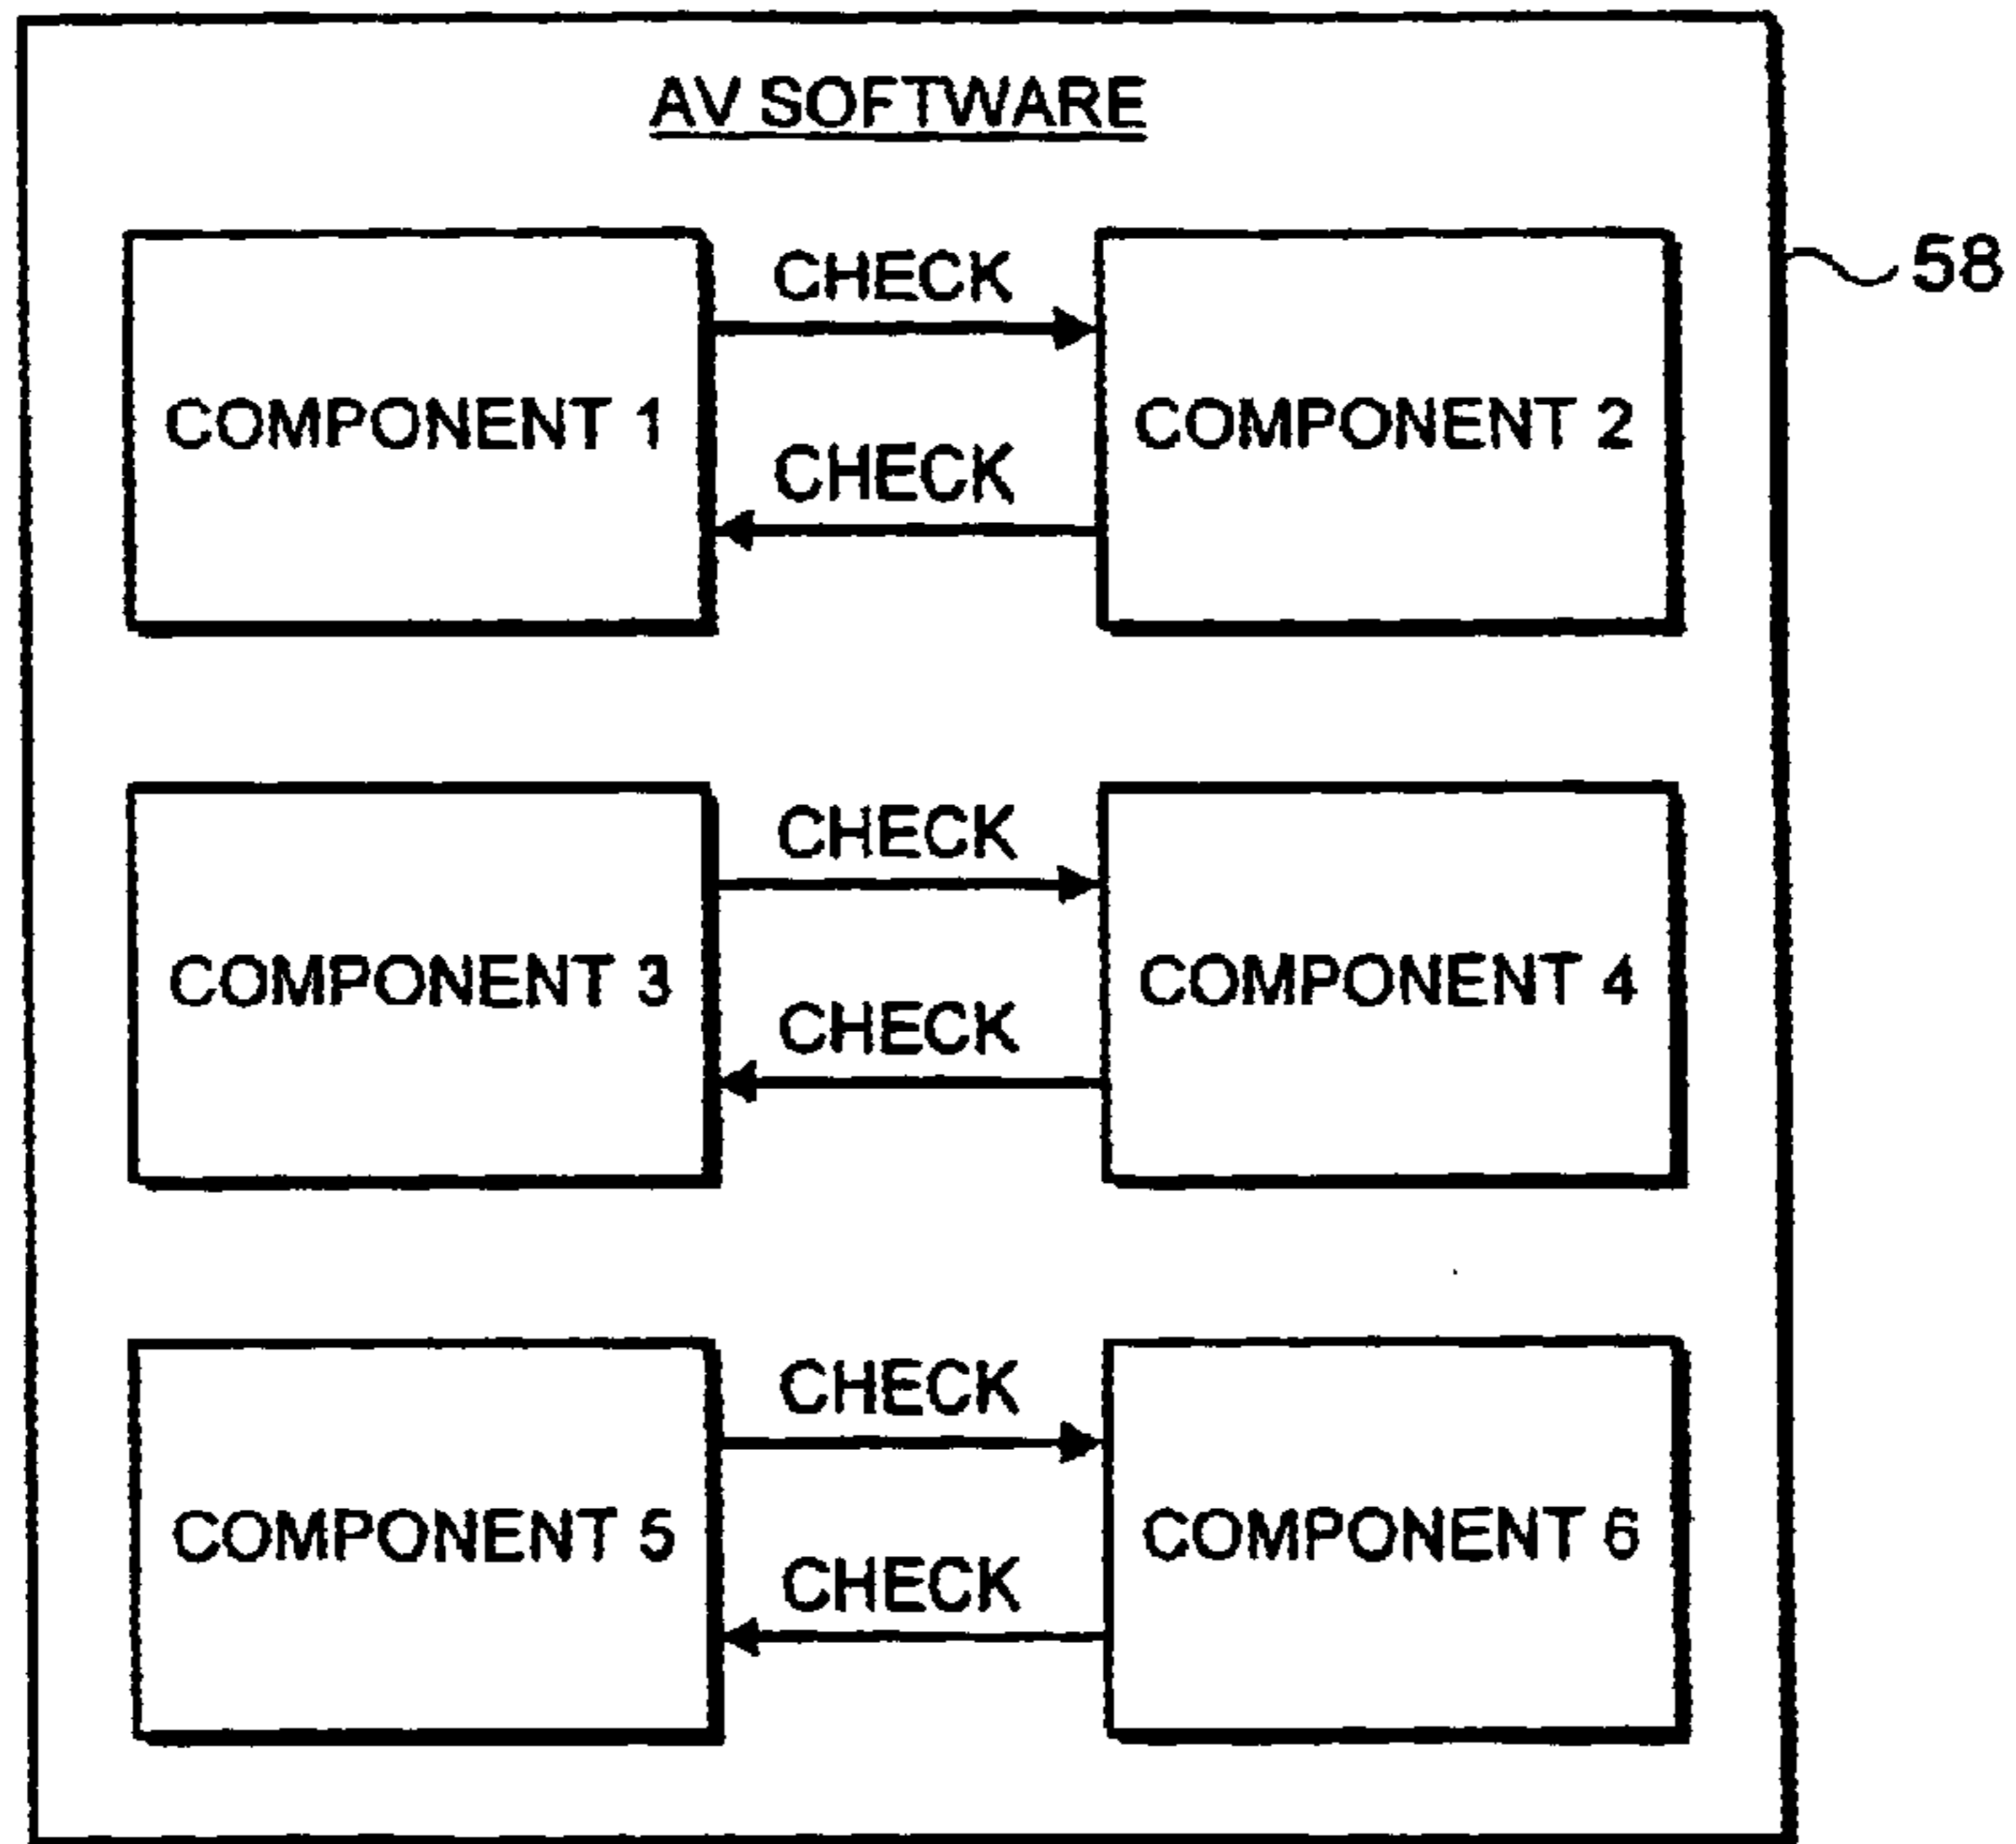 AV SOFTWARE
CHECK
58
COMPONENT 1
COMPONENT 2
CHECK
CHECK
COMPONENT 3
COMPONENT 4
CHECK
CHECK
COMPONENT 5
COMPONENT 6
CHECK